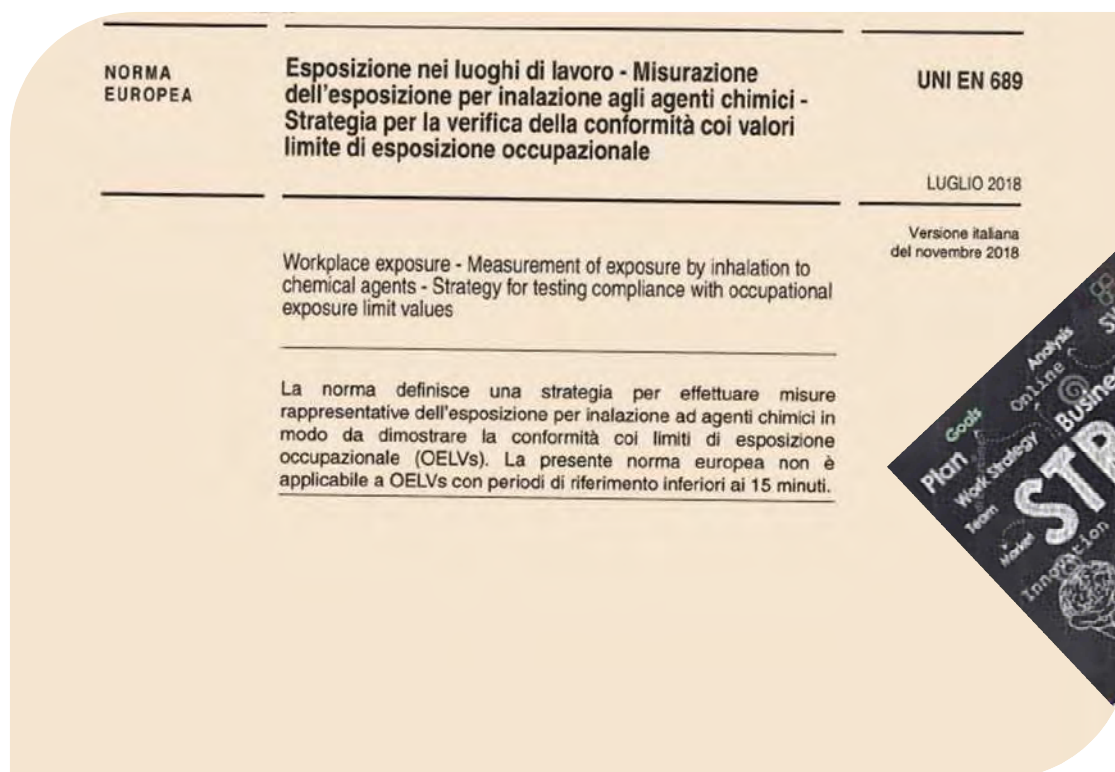 NORMA
EUROPEA
Esposizione nei luoghi di lavoro - Misurazione
dell'esposizione per inalazione agli agenti chimici -
Strategia per la verifica della conformità coi valori
limite di esposizione occupazionale
UNI EN 689
LUGLIO 2018
Versione italiana
del novembre 2018
Workplace exposure - Measurement of exposure by inhalation to
chemical agents - Strategy for testing compliance with occupational
exposure limit values
La norma definisce una strategia per effettuare misure
rappresentative dell'esposizione per inalazione ad agenti chimici in
modo da dimostrare la conformità coi limiti di esposizione
occupazionale (OELVs). La presente norma europea non è
applicabile a OELVs con periodi di riferimento inferiori ai 15 minuti.
Analysis
Online
Goals
Plan
Work Strategy
Team
Market
Innovation